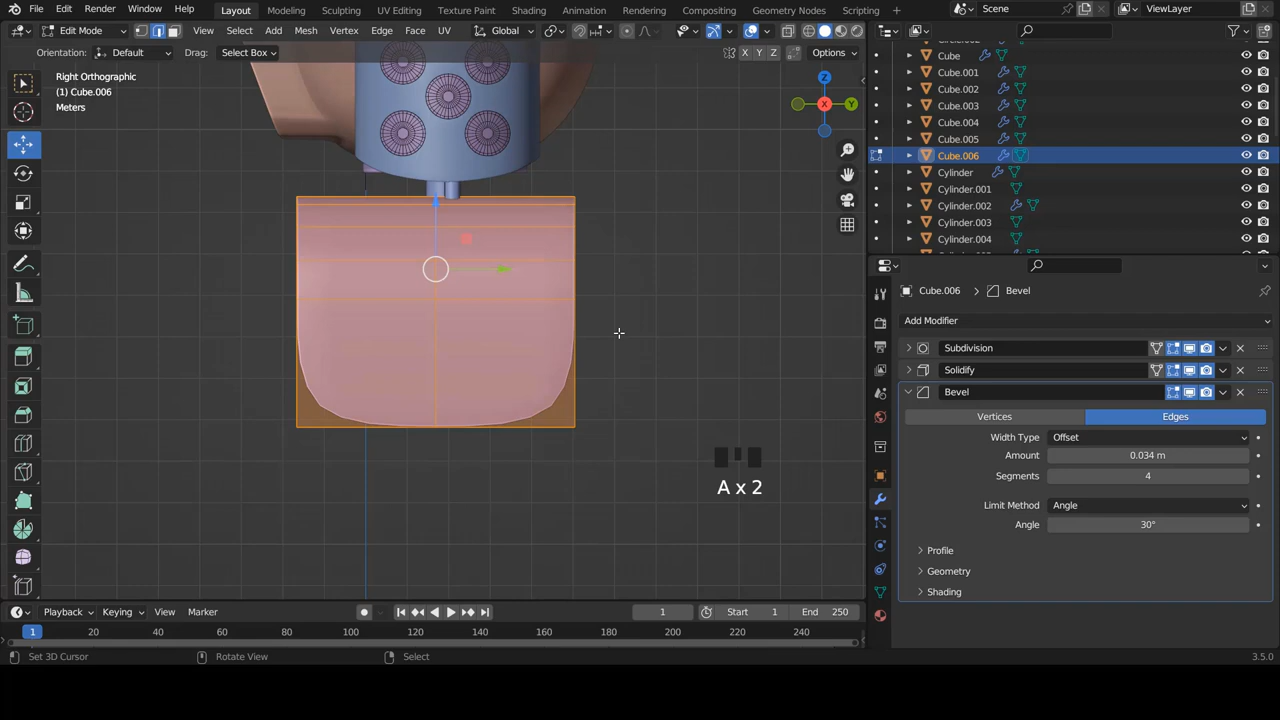 File Edit Render Window Help Layout Modeling Sculpting UV Editing Texture Paint Shading Animation Rendering Compositing Geometry Nodes Scripting Scene ViewLayer
Edit Mode View Select Add Mesh Vertex Edge Face UV Global
Orientation: Default Drag: Select Box X Y Z Options
Right Orthographic
(1) Cube.006
Meters
Z
Y
X
A x 2
Cube
Cube.001
Cube.002
Cube.003
Cube.004
Cube.005
Cube.006
Cylinder
Cylinder.001
Cylinder.002
Cylinder.003
Cylinder.004
Cube.006 > Bevel
Add Modifier
Subdivision
Solidify
Bevel
Vertices Edges
Width Type Offset
Amount 0.034 m
Segments 4
Limit Method Angle
Angle 30°
Profile
Geometry
Shading
Playback Keying View Marker 1 Start 1 End 250
1 20 40 60 80 100 120 140 160 180 200 220 240
Set 3D Cursor Rotate View Select 3.5.0